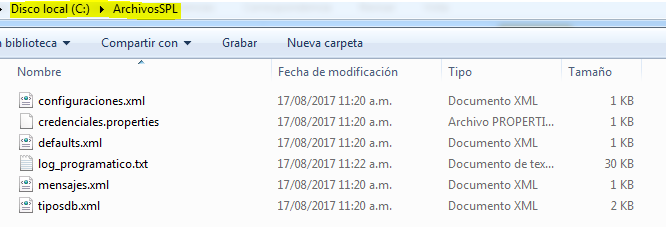 Disco local (C:) ArchivosSPL
biblioteca Compartir con Grabar Nueva carpeta
Nombre Fecha de modificación Tipo Tamaño
configuraciones.xml 17/08/2017 11:20 a.m. Documento XML 1 KB
credenciales.properties 17/08/2017 11:20 a.m. Archivo PROPERTI... 1 KB
defaults.xml 17/08/2017 11:20 a.m. Documento XML 1 KB
log_programatico.txt 17/08/2017 11:22 a.m. Documento de tex... 30 KB
mensajes.xml 17/08/2017 11:20 a.m. Documento XML 1 KB
tiposdb.xml 17/08/2017 11:20 a.m. Documento XML 2 KB